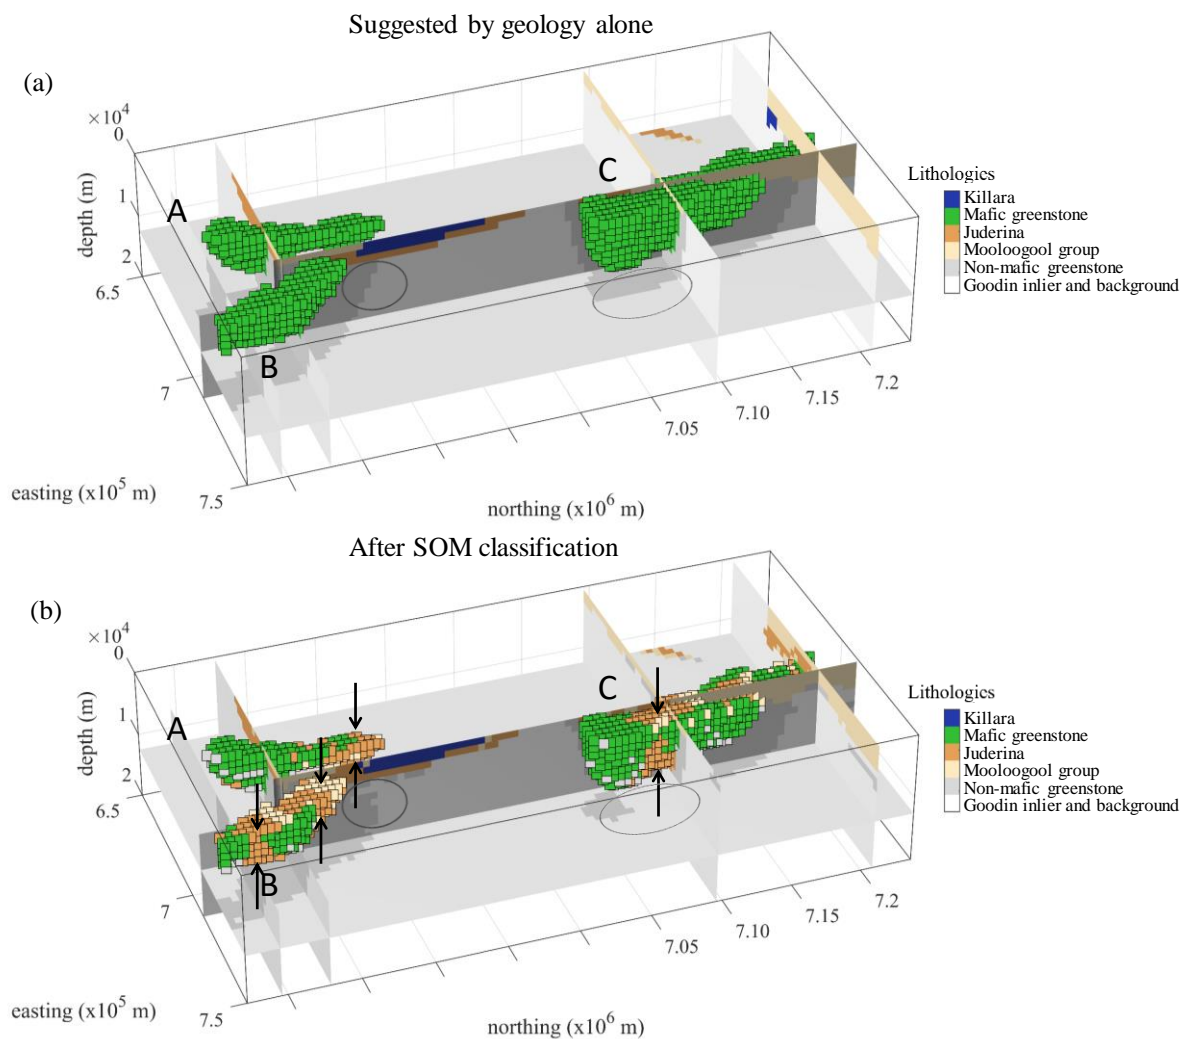 Suggested by geology alone
(a)
×10⁴
0
1
2
depth (m)
6.5
7
7.5
easting (x10⁵ m)
northing (x10⁶ m)
7.05
7.10
7.15
7.2
A
B
C
Lithologies
Killara
Mafic greenstone
Juderina
Mooloogool group
Non-mafic greenstone
Goodin inlier and background
After SOM classification
(b)
×10⁴
0
1
2
depth (m)
6.5
7
7.5
easting (x10⁵ m)
northing (x10⁶ m)
7.05
7.10
7.15
7.2
A
B
C
Lithologies
Killara
Mafic greenstone
Juderina
Mooloogool group
Non-mafic greenstone
Goodin inlier and background